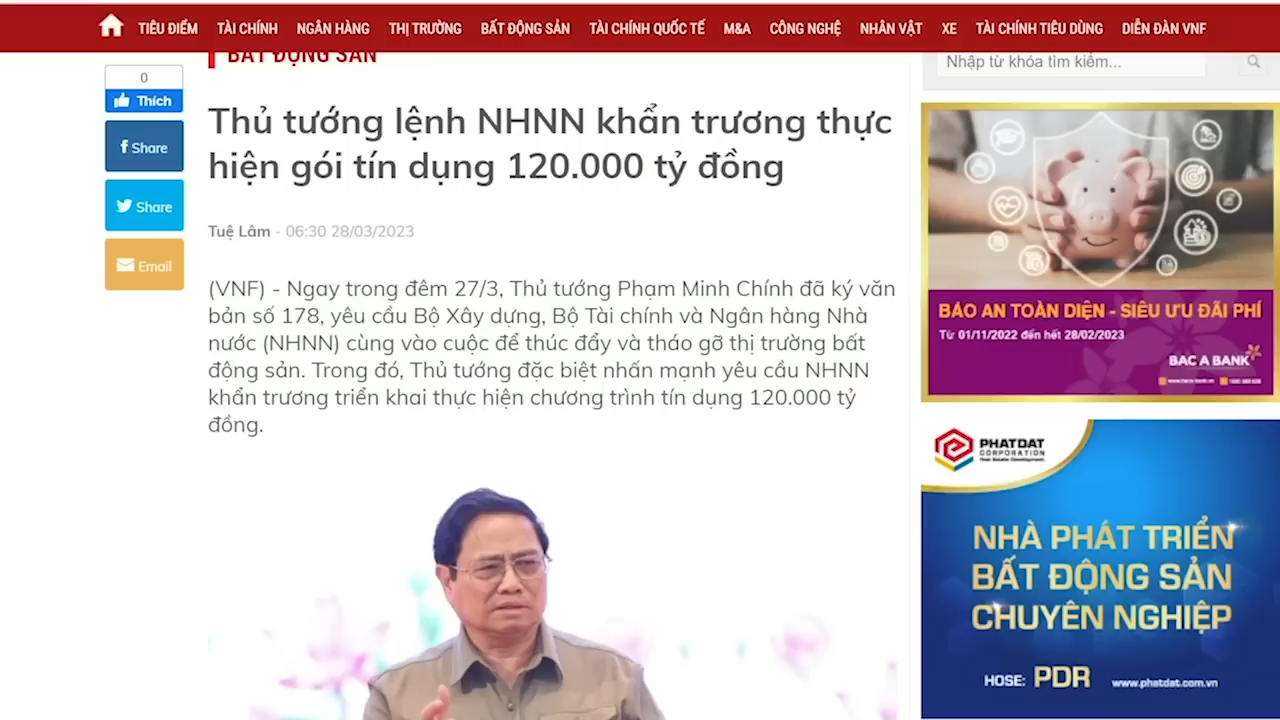 TIÊU ĐIỂM TÀI CHÍNH NGÂN HÀNG THỊ TRƯỜNG BẤT ĐỘNG SẢN TÀI CHÍNH QUỐC TẾ M&A CÔNG NGHỆ NHÂN VẬT XE TÀI CHÍNH TIÊU DÙNG DIỄN ĐÀN VNF
BẤT ĐỘNG SẢN
Nhập từ khóa tìm kiếm...
0
Thích
Share
Share
Email
Thủ tướng lệnh NHNN khẩn trương thực
hiện gói tín dụng 120.000 tỷ đồng
Tuệ Lâm - 06:30 28/03/2023
(VNF) - Ngay trong đêm 27/3, Thủ tướng Phạm Minh Chính đã ký văn
bản số 178, yêu cầu Bộ Xây dựng, Bộ Tài chính và Ngân hàng Nhà
nước (NHNN) cùng vào cuộc để thúc đẩy và tháo gỡ thị trường bất
động sản. Trong đó, Thủ tướng đặc biệt nhấn mạnh yêu cầu NHNN
khẩn trương triển khai thực hiện chương trình tín dụng 120.000 tỷ
đồng.
BẢO AN TOÀN DIỆN - SIÊU ƯU ĐÃI PHÍ
Từ 01/11/2022 đến hết 28/02/2023
BAC A BANK
PHATDAT
CORPORATION
Real Estate Development
NHÀ PHÁT TRIỂN
BẤT ĐỘNG SẢN
CHUYÊN NGHIỆP
HOSE: PDR www.phatdat.com.vn